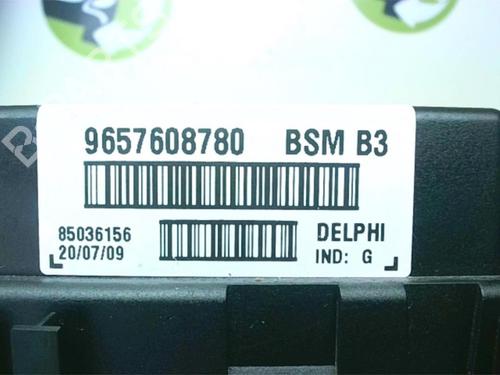 9657608780 BSM B3
85036156 DELPHI
20/07/09 IND: G